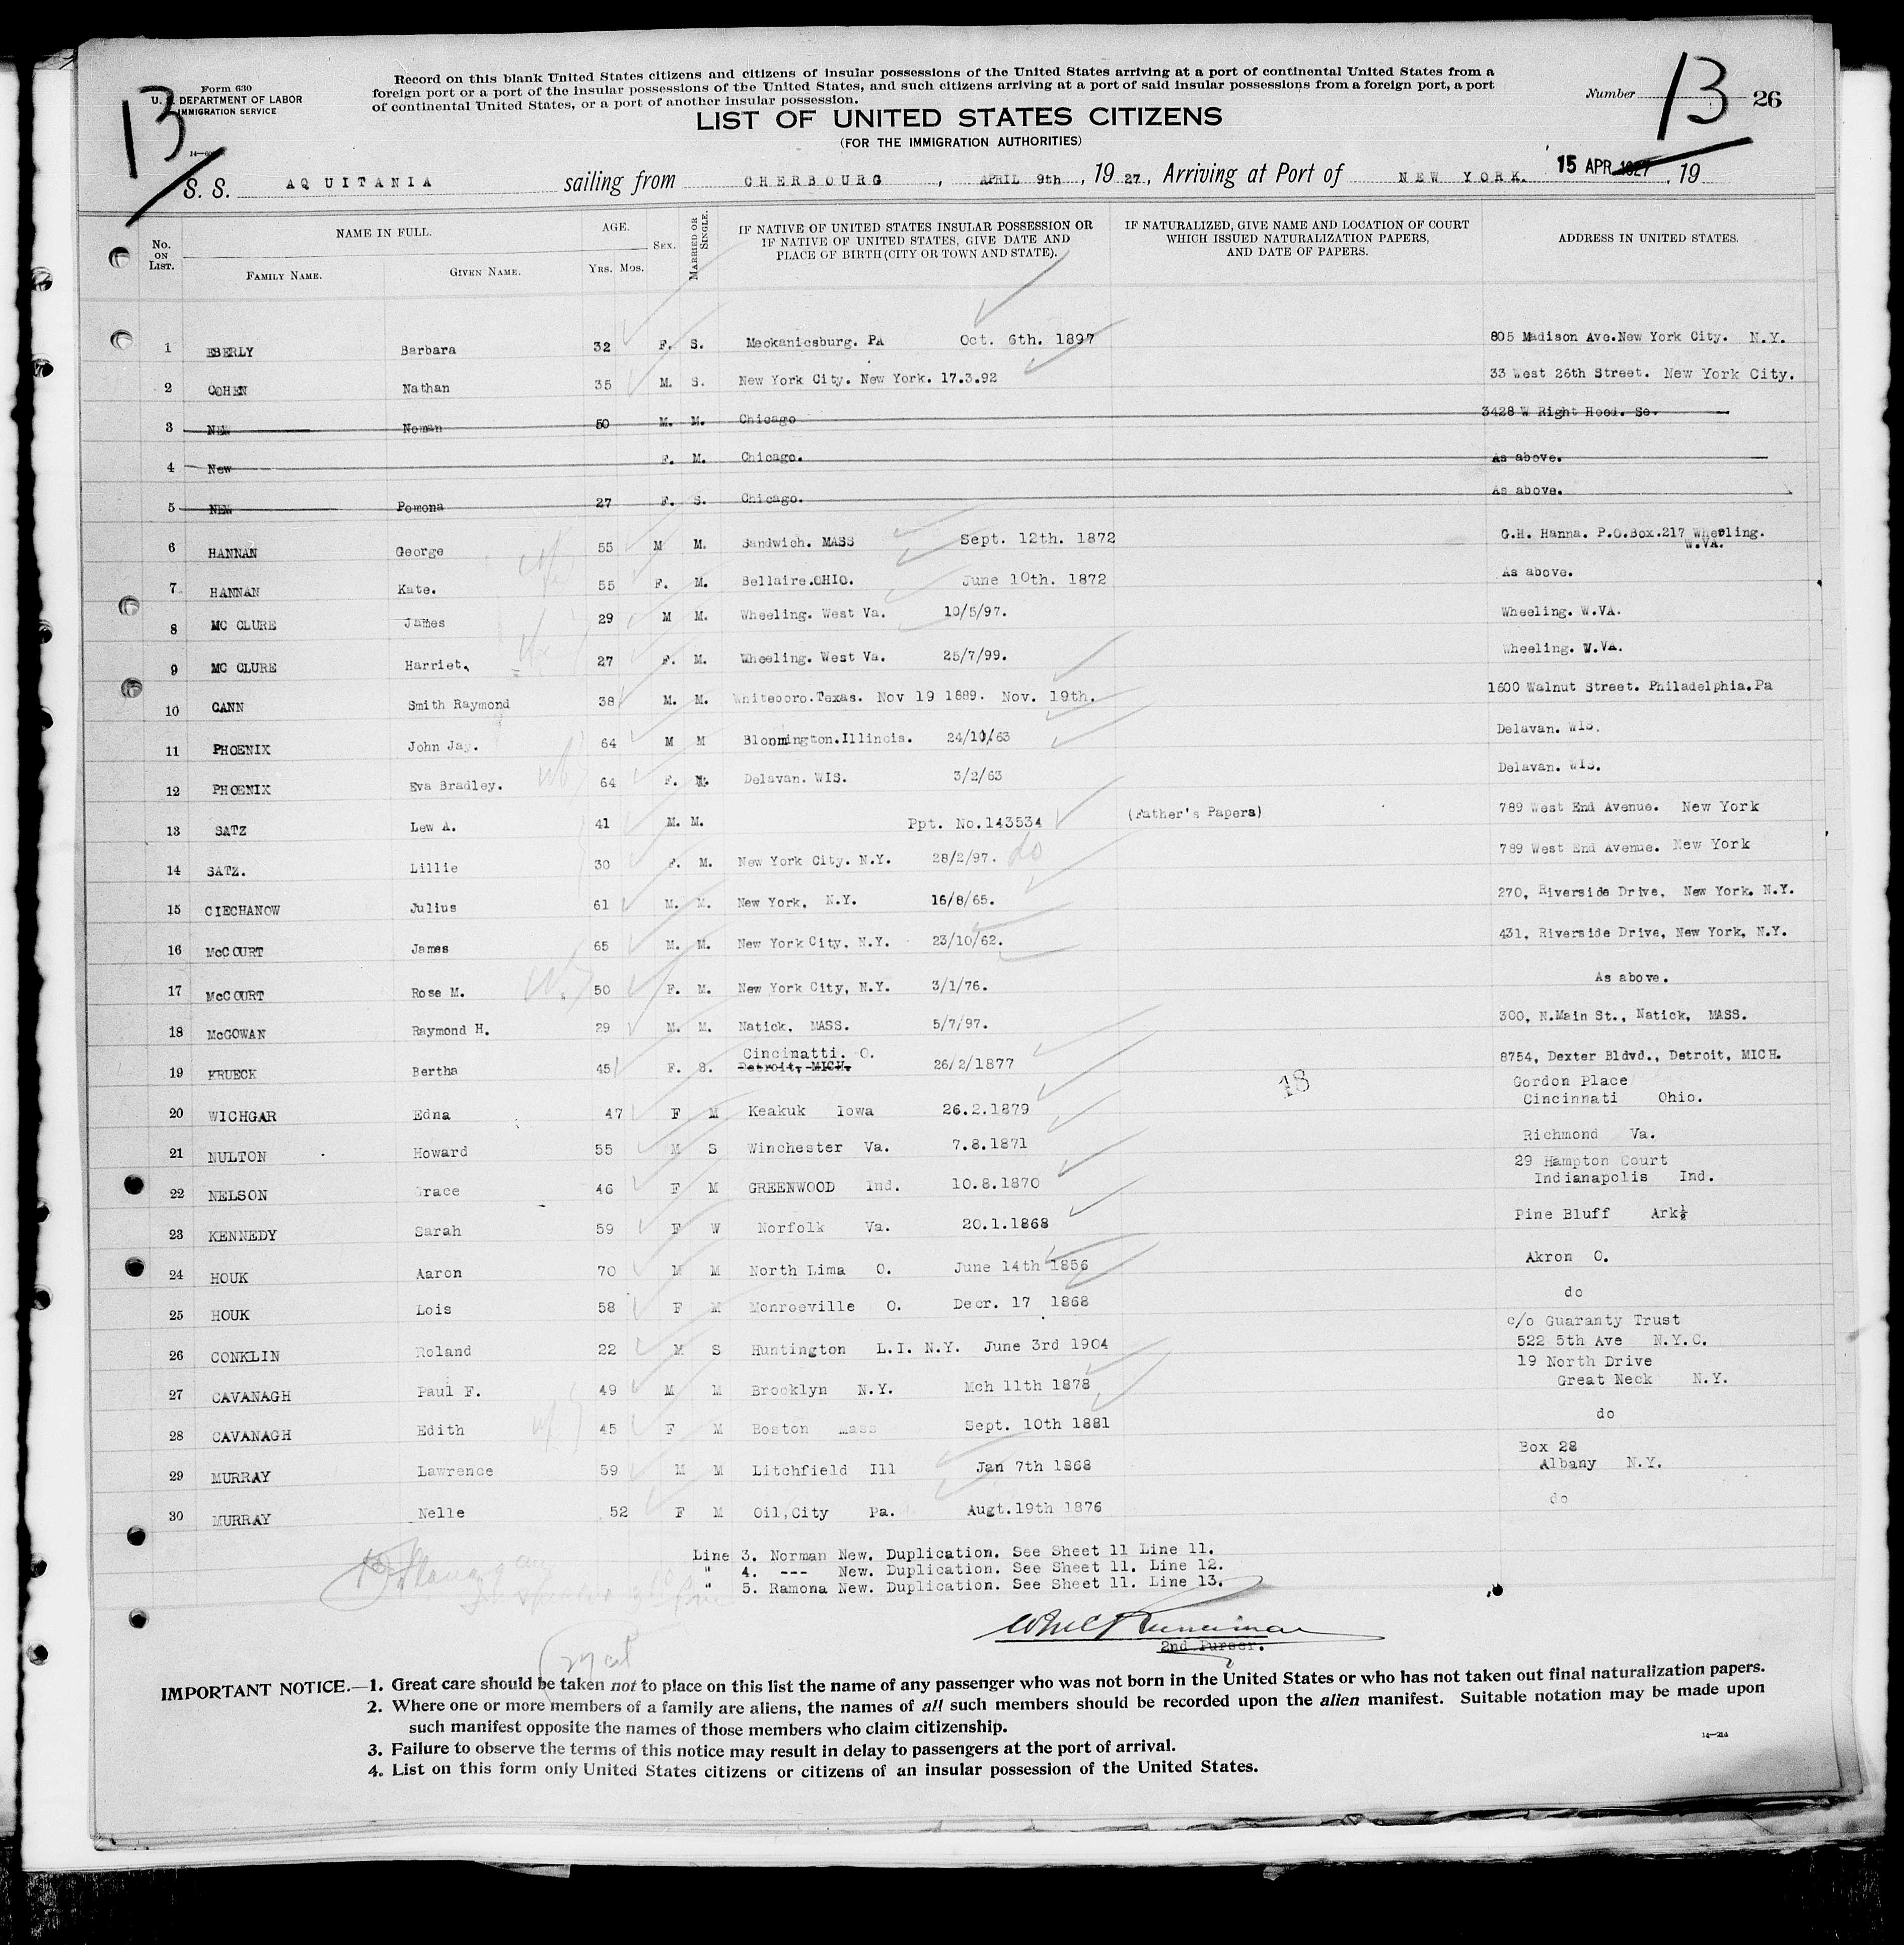 Form 630
U. S. DEPARTMENT OF LABOR
IMMIGRATION SERVICE
Record on this blank United States citizens and citizens of insular possessions of the United States arriving at a port of continental United States from a
foreign port or a port of the insular possessions of the United States, and such citizens arriving at a port of said insular possessions from a foreign port, a port
of continental United States, or a port of another insular possession.
Number 13 26
13
LIST OF UNITED STATES CITIZENS
(FOR THE IMMIGRATION AUTHORITIES)
S. S. AQUITANIA sailing from CHERBOURG , APRIL 9th , 19 27, Arriving at Port of NEW YORK. 15 APR 1927 , 19
No. ON LIST. NAME IN FULL. FAMILY NAME. GIVEN NAME. AGE. YRS. MOS. SEX. MARRIED OR SINGLE. IF NATIVE OF UNITED STATES INSULAR POSSESSION OR IF NATIVE OF UNITED STATES, GIVE DATE AND PLACE OF BIRTH (CITY OR TOWN AND STATE). IF NATURALIZED, GIVE NAME AND LOCATION OF COURT WHICH ISSUED NATURALIZATION PAPERS, AND DATE OF PAPERS. ADDRESS IN UNITED STATES.
1 EBERLY Barbara 32 F. S. Meckanicsburg. PA Oct. 6th. 1897 805 Madison Ave.New York City. N.Y.
2 COHEN Nathan 35 M. S. New York City. New York. 17.3.92 33 West 26th Street. New York City.
3 NEW Noman 50 M. M. Chicago 3428 W Right Hood. So.
4 New F. M. Chicago. As above.
5 NEW Pomona 27 F. S. Chicago. As above.
6 HANNAN George 55 M M. Sandwich. MASS Sept. 12th. 1872 G.H. Hanna. P.O.Box.217 Wheeling. W.VA.
7 HANNAN Kate. 55 F. M. Bellaire.OHIO. June 10th. 1872 As above.
8 MC CLURE James 29 M M. Wheeling. West Va. 10/5/97. Wheeling. W.VA.
9 MC CLURE Harriet. 27 F. M. Wheeling. West Va. 25/7/99. Wheeling. W.VA.
10 CANN Smith Raymond 38 M. M. Whitesboro.Texas. Nov 19 1889. Nov. 19th. 1600 Walnut Street. Philadelphia.Pa
11 PHOENIX John Jay. 64 M M Bloomington.Illinois. 24/10/63 Delavan. WIS.
12 PHOENIX Eva Bradley. 64 F. M. Delavan. WIS. 3/2/63 Delavan. WIS.
13 SATZ Lew A. 41 M. M. Ppt. No.143534 (Father's Papers) 789 West End Avenue. New York
14 SATZ. Lillie 30 F. M. New York City. N.Y. 28/2/97. do 789 West End Avenue. New York
15 CIECHANOW Julius 61 M. M. New York, N.Y. 16/8/65. 270, Riverside Drive, New York. N.Y.
16 McCOURT James 65 M. M. New York City, N.Y. 23/10/62. 431, Riverside Drive, New York, N.Y.
17 McCOURT Rose M. 50 F. M. New York City, N.Y. 3/1/76. As above.
18 McGOWAN Raymond H. 29 M. M. Natick, MASS. 5/7/97. 300, N.Main St., Natick, MASS.
19 KRUECK Bertha 45 F. S. Cincinatti. O. Detroit, MICH. 26/2/1877 8754, Dexter Bldvd., Detroit, MICH.
18
20 WICHGAR Edna 47 F M Keakuk Iowa 26.2.1879 Gordon Place Cincinnati Ohio.
21 NULTON Howard 55 M S Winchester Va. 7.8.1871 Richmond Va.
22 NELSON Grace 46 F M GREENWOOD Ind. 10.8.1870 29 Hampton Court Indianapolis Ind.
23 KENNEDY Sarah 59 F W Norfolk Va. 20.1.1868 Pine Bluff Ark
24 HOUK Aaron 70 M M North Lima O. June 14th 1856 Akron O.
25 HOUK Lois 58 F M Monroeville O. Decr. 17 1868 do
26 CONKLIN Roland 22 M S Huntington L.I. N.Y. June 3rd 1904 c/o Guaranty Trust 522 5th Ave N.Y.C.
27 CAVANAGH Paul F. 49 M M Brooklyn N.Y. Mch 11th 1878 19 North Drive Great Neck N.Y.
28 CAVANAGH Edith 45 F M Boston mass Sept. 10th 1881 do
29 MURRAY Lawrence 59 M M Litchfield Ill Jan 7th 1868 Box 28 Albany N.Y.
30 MURRAY Nelle 52 F M Oil,City Pa. Augt.19th 1876 do
Line 3. Norman New. Duplication. See Sheet 11 Line 11.
" 4. --- New. Duplication. See Sheet 11. Line 12.
" 5. Ramona New. Duplication. See Sheet 11. Line 13.
2nd Purser.
IMPORTANT NOTICE.—1. Great care should be taken not to place on this list the name of any passenger who was not born in the United States or who has not taken out final naturalization papers.
2. Where one or more members of a family are aliens, the names of all such members should be recorded upon the alien manifest. Suitable notation may be made upon
such manifest opposite the names of those members who claim citizenship.
3. Failure to observe the terms of this notice may result in delay to passengers at the port of arrival.
4. List on this form only United States citizens or citizens of an insular possession of the United States.
14—214